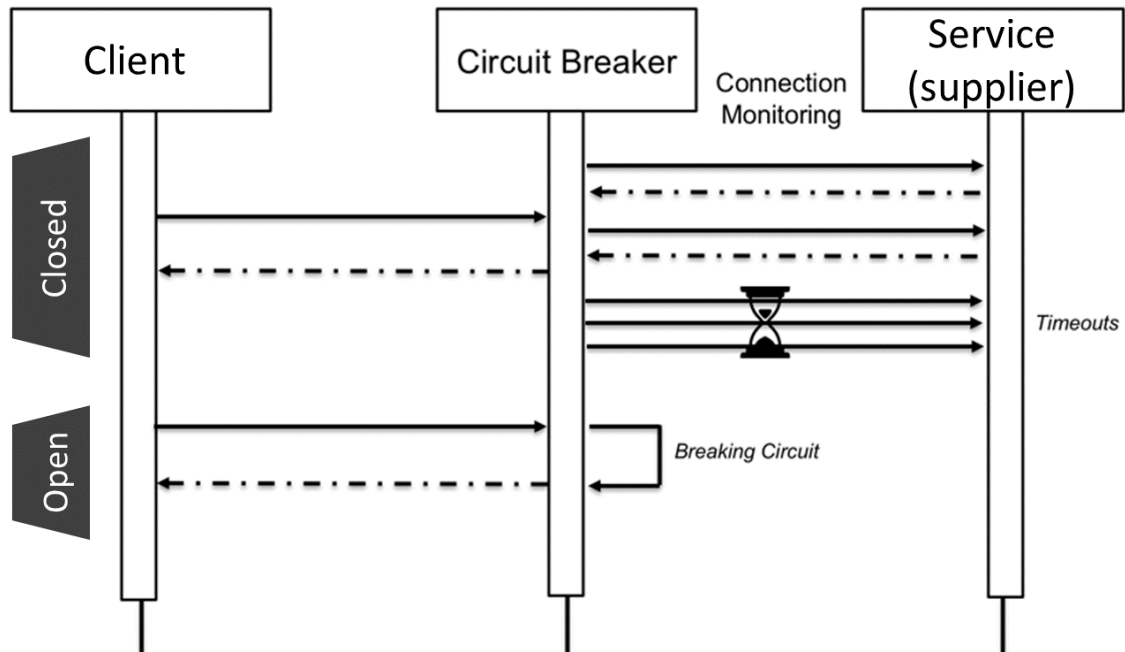 Client
Circuit Breaker
Service
(supplier)
Connection
Monitoring
Closed
Timeouts
Open
Breaking Circuit